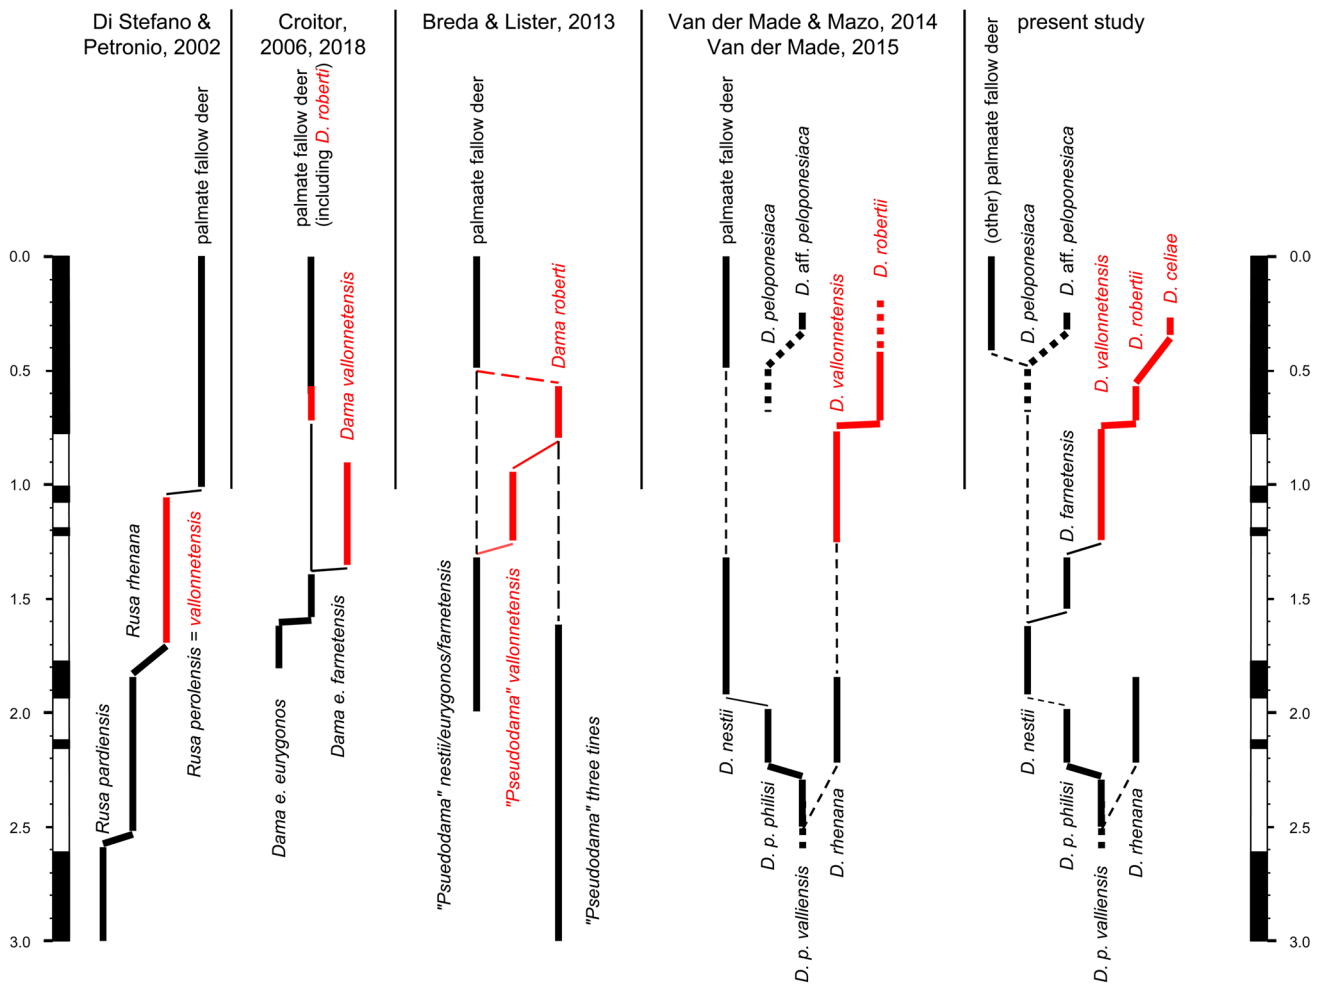 Di Stefano &
Petronio, 2002
Croitor,
2006, 2018
Breda & Lister, 2013
Van der Made & Mazo, 2014
Van der Made, 2015
present study
palmate fallow deer
palmate fallow deer
(including D. roberti)
palmaate fallow deer
palmaate fallow deer
(other) palmaate fallow deer
D. peloponesiaca
D. aff. peloponesiaca
D. robertii
D. vallonnetensis
D. peloponesiaca
D. aff. peloponesiaca
D. vallonnetensis
D. robertii
D. celiae
Dama vallonnetensis
Dama roberti
D. farnetensis
Rusa rhenana
Rusa perolensis = vallonnetensis
Rusa pardiensis
Dama e. eurygonos
Dama e. farnetensis
"Psuedodama" nestii/eurygonos/farnetensis
"Pseudodama" vallonnetensis
"Pseudodama" three tines
D. nestii
D. p. philisi
D. p. valliensis
D. rhenana
D. nestii
D. p. philisi
D. p. valliensis
D. rhenana
0.0
0.5
1.0
1.5
2.0
2.5
3.0
0.0
0.5
1.0
1.5
2.0
2.5
3.0